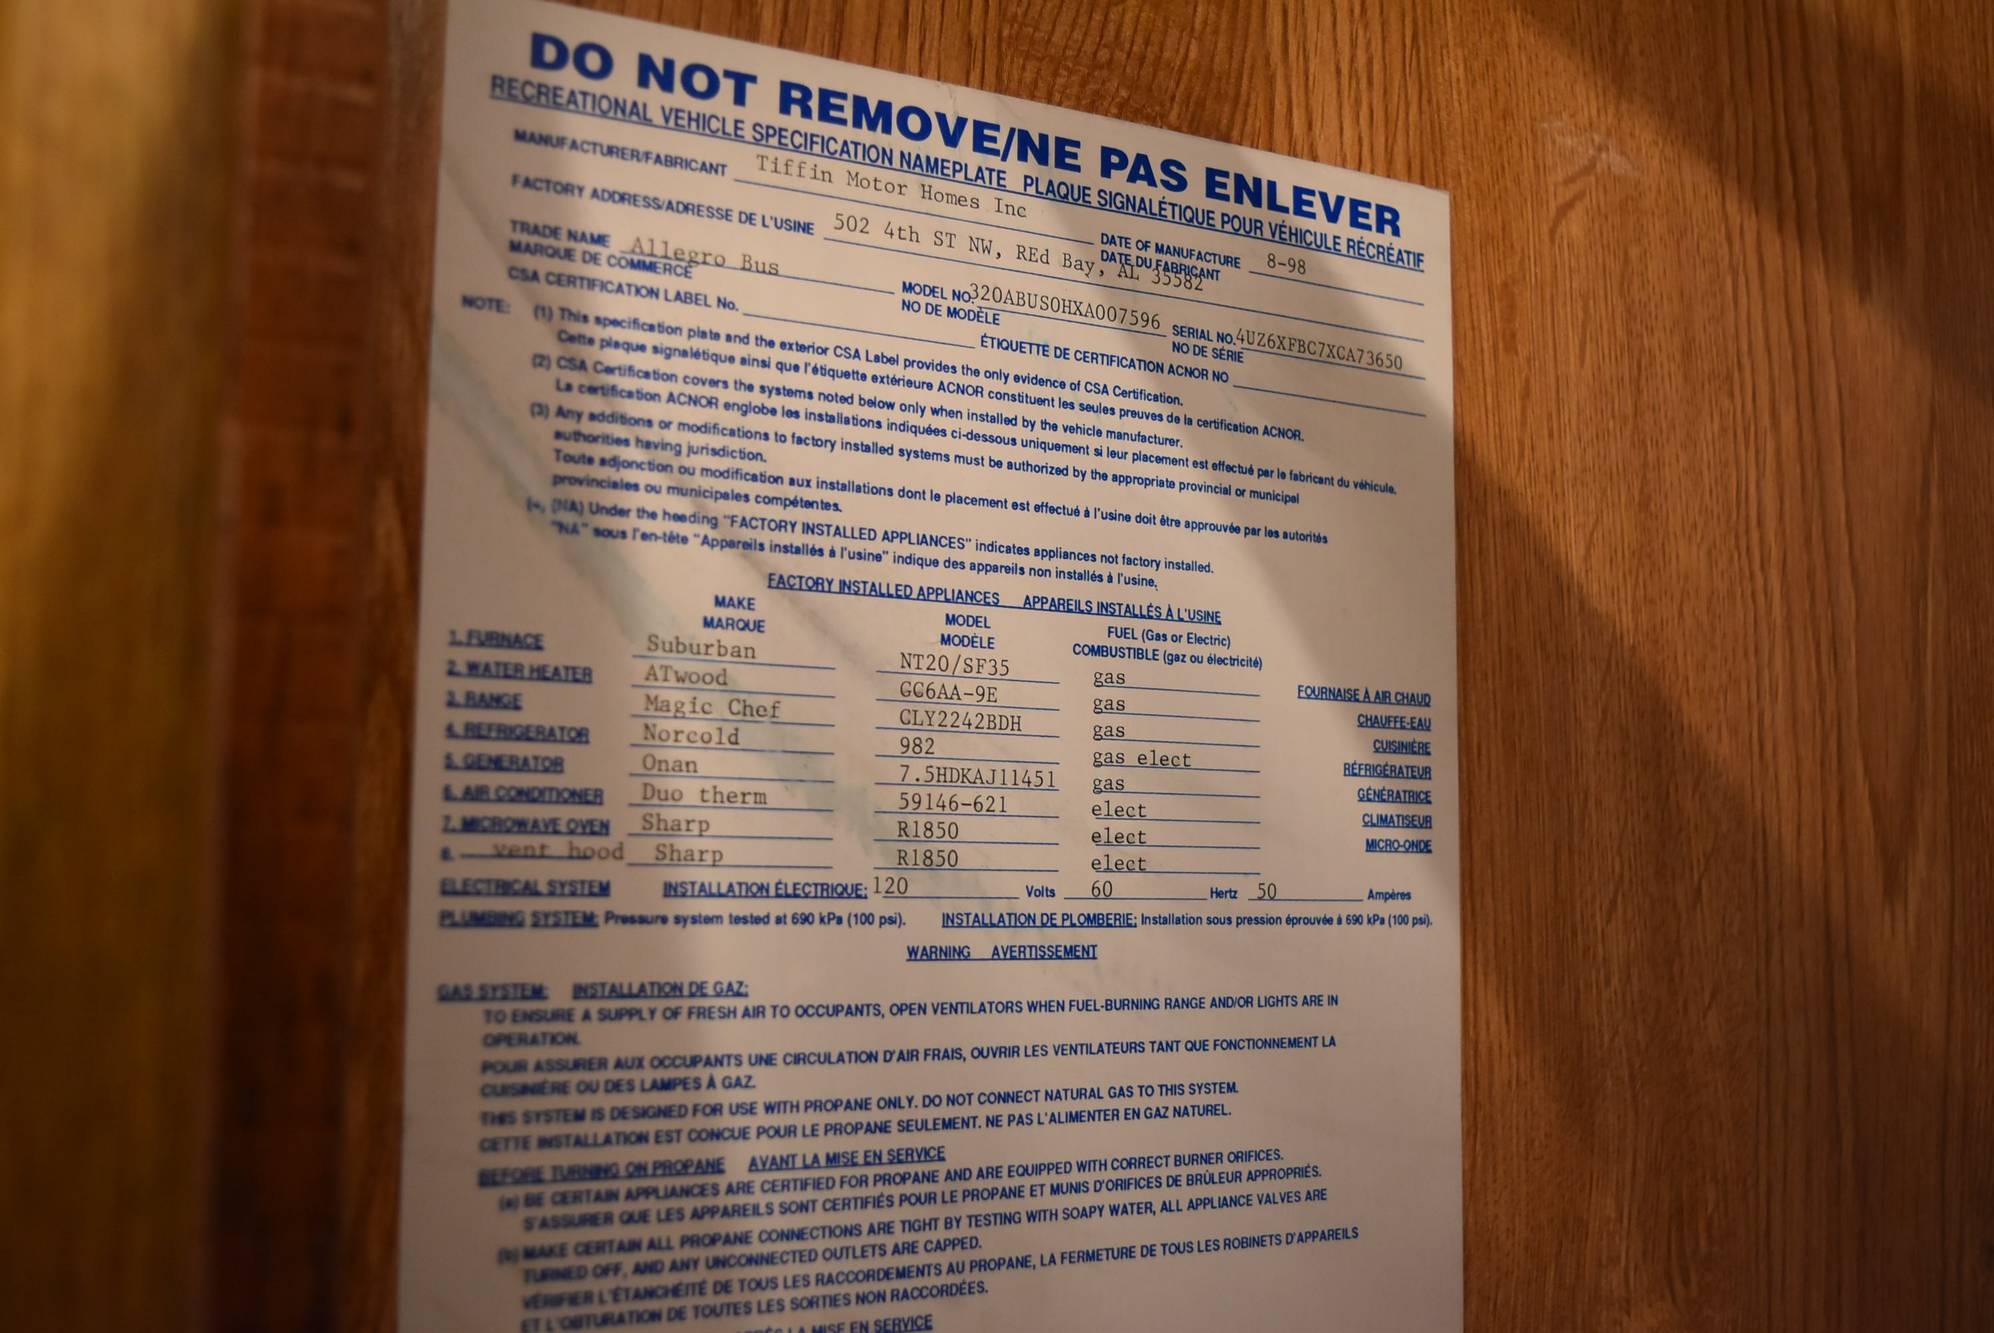 DO NOT REMOVE/NE PAS ENLEVER
RECREATIONAL VEHICLE SPECIFICATION NAMEPLATE PLAQUE SIGNALÉTIQUE POUR VÉHICULE RÉCRÉATIF
MANUFACTURER/FABRICANT Tiffin Motor Homes Inc
DATE OF MANUFACTURE 8-98
DATE DU FABRICANT
FACTORY ADDRESS/ADRESSE DE L'USINE 502 4th ST NW, REd Bay, AL 35582
TRADE NAME Allegro Bus
MARQUE DE COMMERCE
MODEL NO. 320ABUS0HXA007596
NO DE MODÈLE
SERIAL NO. 4UZ6XFBC7XCA73650
NO DE SÉRIE
CSA CERTIFICATION LABEL No. ÉTIQUETTE DE CERTIFICATION ACNOR NO
NOTE: (1) This specification plate and the exterior CSA Label provides the only evidence of CSA Certification.
Cette plaque signalétique ainsi que l'étiquette extérieure ACNOR constituent les seules preuves de la certification ACNOR.
(2) CSA Certification covers the systems noted below only when installed by the vehicle manufacturer.
La certification ACNOR englobe les installations indiquées ci-dessous uniquement si leur placement est effectué par le fabricant du véhicule.
(3) Any additions or modifications to factory installed systems must be authorized by the appropriate provincial or municipal
authorities having jurisdiction.
Toute adjonction ou modification aux installations dont le placement est effectué à l'usine doit être approuvée par les autorités
provinciales ou municipales compétentes.
(NA) Under the heading "FACTORY INSTALLED APPLIANCES" indicates appliances not factory installed.
"NA" sous l'en-tête "Appareils installés à l'usine" indique des appareils non installés à l'usine.
FACTORY INSTALLED APPLIANCES APPAREILS INSTALLÉS À L'USINE
MAKE MODEL FUEL (Gas or Electric)
MARQUE MODÈLE COMBUSTIBLE (gaz ou électricité)
1. FURNACE Suburban NT20/SF35 gas FOURNAISE À AIR CHAUD
2. WATER HEATER ATwood GC6AA-9E gas CHAUFFE-EAU
3. RANGE Magic Chef CLY2242BDH gas CUISINIÈRE
4. REFRIGERATOR Norcold 982 gas elect RÉFRIGÉRATEUR
5. GENERATOR Onan 7.5HDKAJ11451 gas GÉNÉRATRICE
6. AIR CONDITIONER Duo therm 59146-621 elect CLIMATISEUR
7. MICROWAVE OVEN Sharp R1850 elect MICRO-ONDE
8. vent hood Sharp R1850 elect
ELECTRICAL SYSTEM INSTALLATION ÉLECTRIQUE: 120 Volts 60 Hertz 50 Ampères
PLUMBING SYSTEM: Pressure system tested at 690 kPa (100 psi). INSTALLATION DE PLOMBERIE: Installation sous pression éprouvée à 690 kPa (100 psi).
WARNING AVERTISSEMENT
GAS SYSTEM: INSTALLATION DE GAZ:
TO ENSURE A SUPPLY OF FRESH AIR TO OCCUPANTS, OPEN VENTILATORS WHEN FUEL-BURNING RANGE AND/OR LIGHTS ARE IN
OPERATION.
POUR ASSURER AUX OCCUPANTS UNE CIRCULATION D'AIR FRAIS, OUVRIR LES VENTILATEURS TANT QUE FONCTIONNEMENT LA
CUISINIÈRE OU DES LAMPES À GAZ.
THIS SYSTEM IS DESIGNED FOR USE WITH PROPANE ONLY. DO NOT CONNECT NATURAL GAS TO THIS SYSTEM.
CETTE INSTALLATION EST CONCUE POUR LE PROPANE SEULEMENT. NE PAS L'ALIMENTER EN GAZ NATUREL.
BEFORE TURNING ON PROPANE AVANT LA MISE EN SERVICE
(a) BE CERTAIN APPLIANCES ARE CERTIFIED FOR PROPANE AND ARE EQUIPPED WITH CORRECT BURNER ORIFICES.
S'ASSURER QUE LES APPAREILS SONT CERTIFIÉS POUR LE PROPANE ET MUNIS D'ORIFICES DE BRÛLEUR APPROPRIÉS.
(b) MAKE CERTAIN ALL PROPANE CONNECTIONS ARE TIGHT BY TESTING WITH SOAPY WATER, ALL APPLIANCE VALVES ARE
TURNED OFF, AND ANY UNCONNECTED OUTLETS ARE CAPPED.
VÉRIFIER L'ÉTANCHÉITÉ DE TOUS LES RACCORDEMENTS AU PROPANE, LA FERMETURE DE TOUS LES ROBINETS D'APPAREILS
ET L'OBTURATION DE TOUTES LES SORTIES NON RACCORDÉES.
LA MISE EN SERVICE